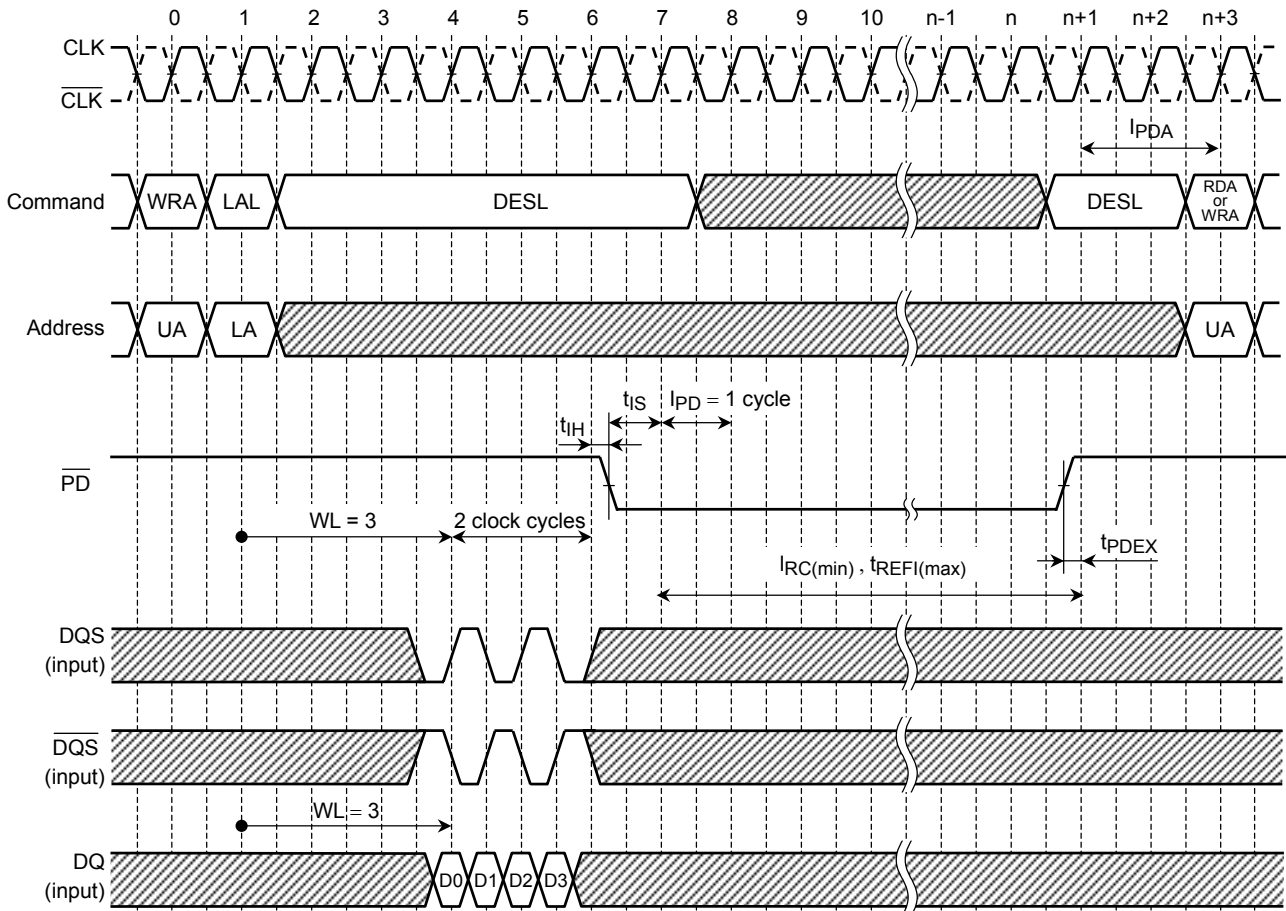 0 1 2 3 4 5 6 7 8 9 10 n-1 n n+1 n+2 n+3
CLK
CLK
IPDA
Command WRA LAL DESL DESL RDA or WRA
Address UA LA UA
tIS IPD = 1 cycle
tIH
PD
WL = 3 2 clock cycles
tPDEX
IRC(min) , tREFI(max)
DQS
(input)
DQS
(input)
WL = 3
DQ
(input)
D0 D1 D2 D3